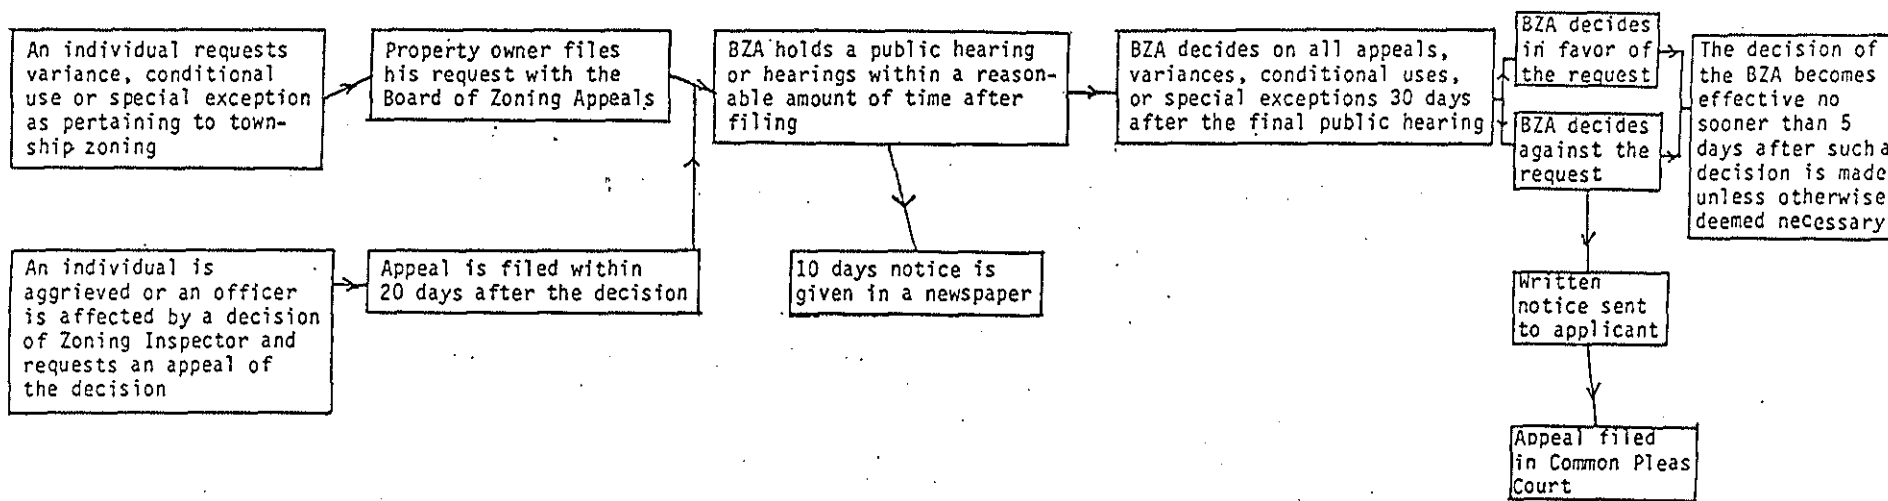 An individual requests
variance, conditional
use or special exception
as pertaining to town-
ship zoning
Property owner files
his request with the
Board of Zoning Appeals
BZA holds a public hearing
or hearings within a reason-
able amount of time after
filing
BZA decides on all appeals,
variances, conditional uses,
or special exceptions 30 days
after the final public hearing
BZA decides
in favor of
the request
BZA decides
against the
request
The decision of
the BZA becomes
effective no
sooner than 5
days after such a
decision is made
unless otherwise
deemed necessary
An individual is
aggrieved or an officer
is affected by a decision
of Zoning Inspector and
requests an appeal of
the decision
Appeal is filed within
20 days after the decision
10 days notice is
given in a newspaper
Written
notice sent
to applicant
Appeal filed
in Common Pleas
Court